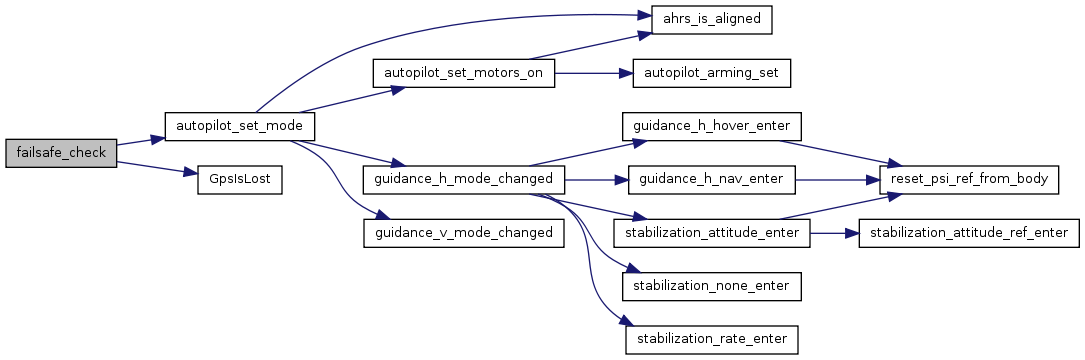 failsafe_check
autopilot_set_mode
GpsIsLost
autopilot_set_motors_on
guidance_h_mode_changed
guidance_v_mode_changed
ahrs_is_aligned
autopilot_arming_set
guidance_h_hover_enter
guidance_h_nav_enter
stabilization_attitude_enter
stabilization_none_enter
stabilization_rate_enter
reset_psi_ref_from_body
stabilization_attitude_ref_enter